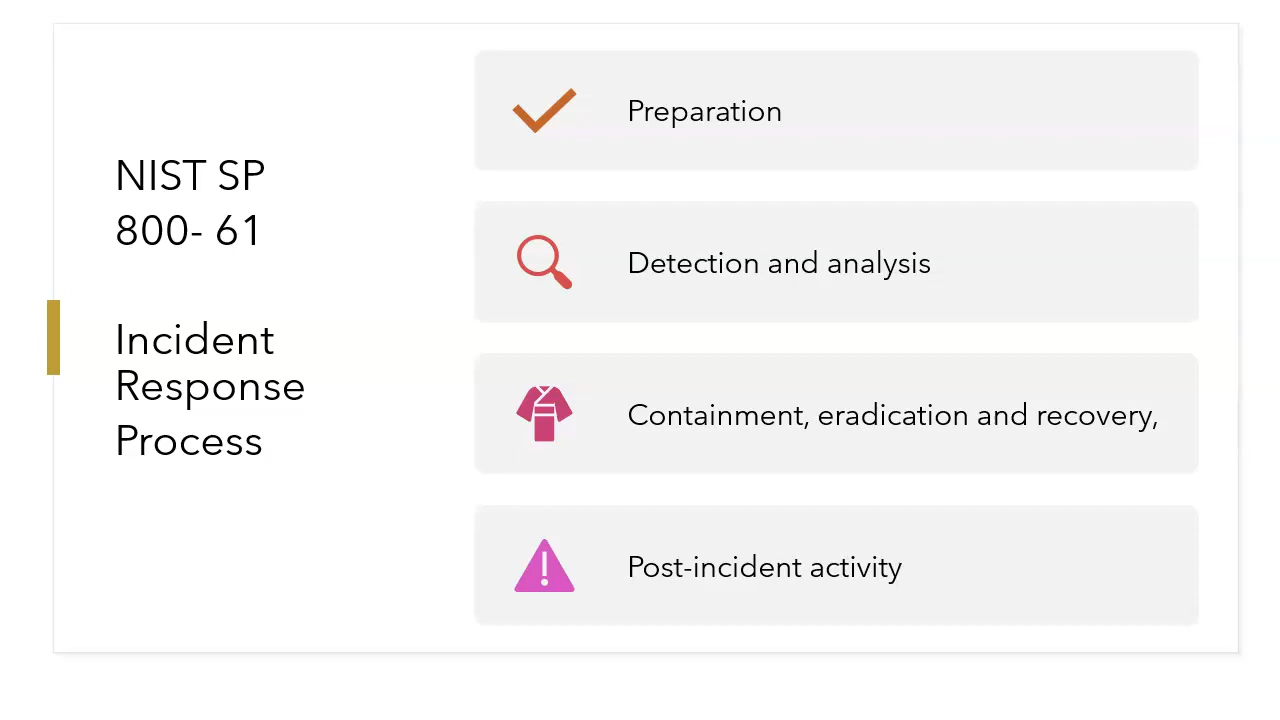 NIST SP
800- 61
Incident
Response
Process
Preparation
Detection and analysis
Containment, eradication and recovery,
Post-incident activity